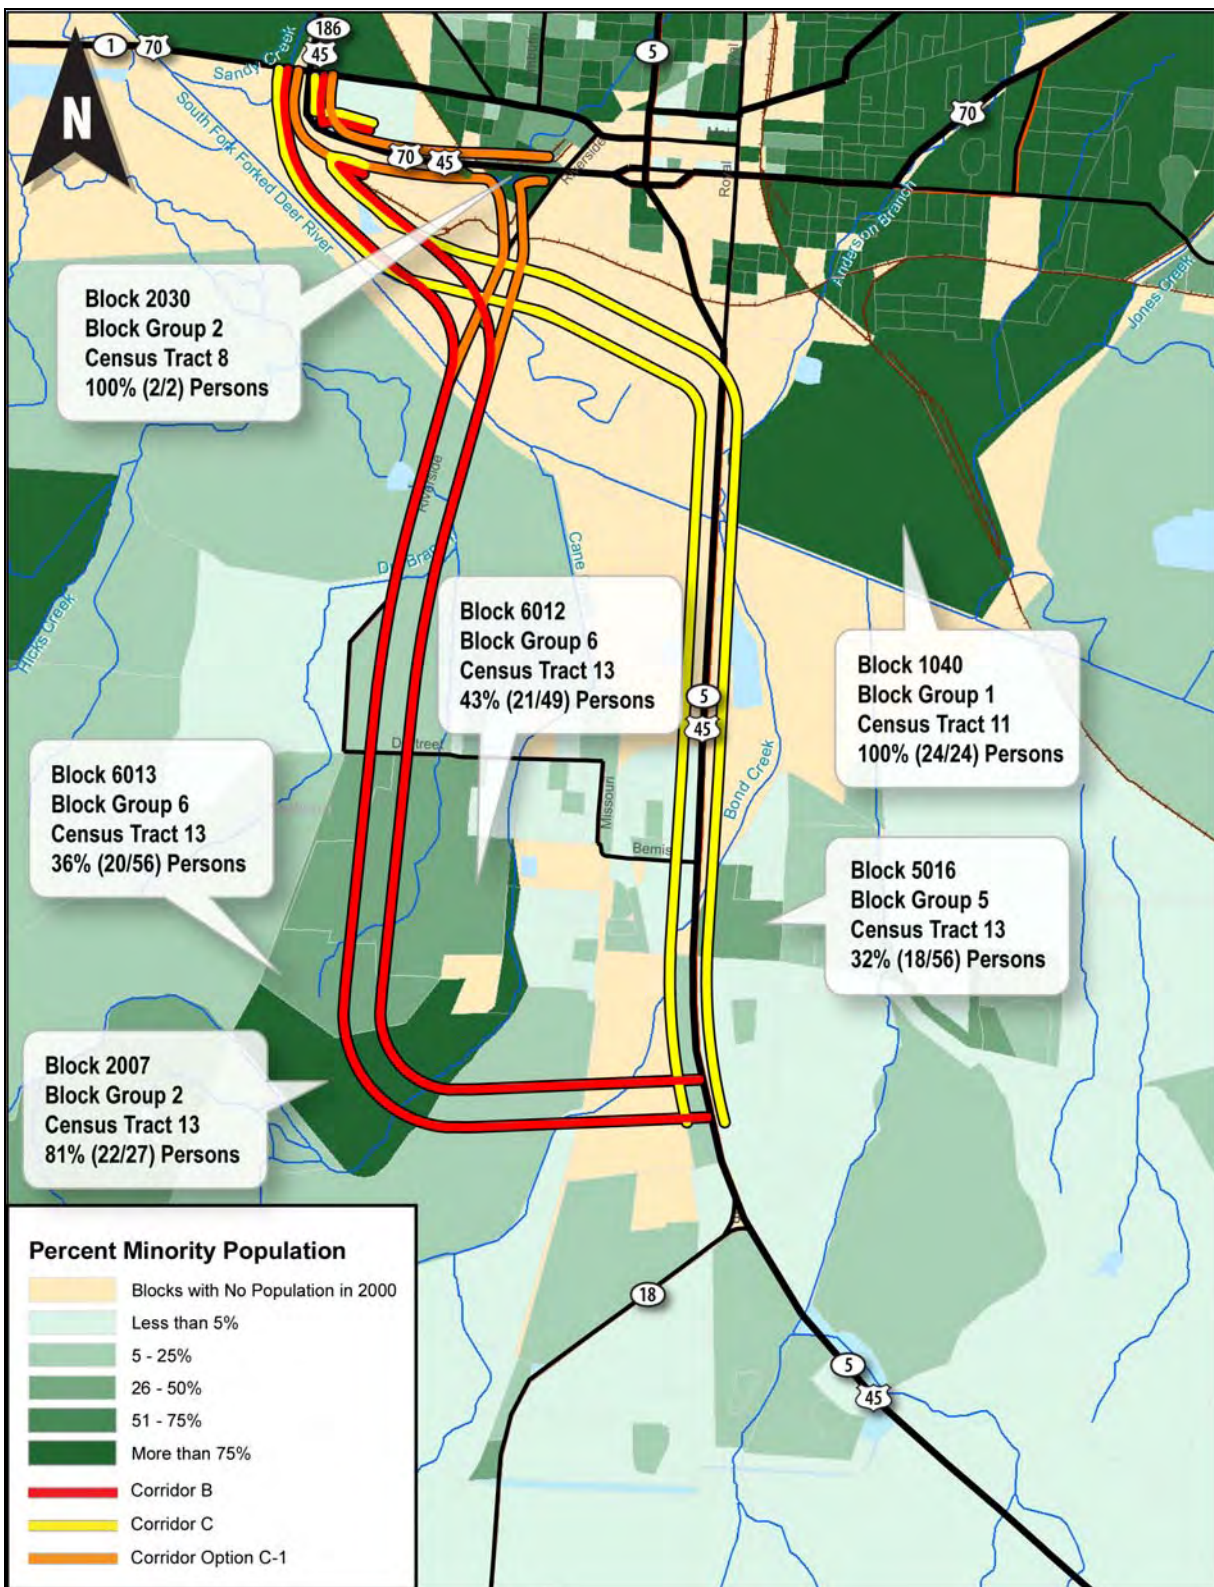 186
1
70
45
5
Sandy Creek
N
South Fork Forked Deer River
70
70
45
Riverside
Royal
Anderson Branch
Jones Creek
Block 2030
Block Group 2
Census Tract 8
100% (2/2) Persons
Riverside
Cane
Hicks Creek
Block 6012
Block Group 6
Census Tract 13
43% (21/49) Persons
Block 1040
Block Group 1
Census Tract 11
100% (24/24) Persons
5
45
Missouri
Bond Creek
Bemis
Block 6013
Block Group 6
Census Tract 13
36% (20/56) Persons
Block 5016
Block Group 5
Census Tract 13
32% (18/56) Persons
Block 2007
Block Group 2
Census Tract 13
81% (22/27) Persons
18
5
45
Percent Minority Population
Blocks with No Population in 2000
Less than 5%
5 - 25%
26 - 50%
51 - 75%
More than 75%
Corridor B
Corridor C
Corridor Option C-1